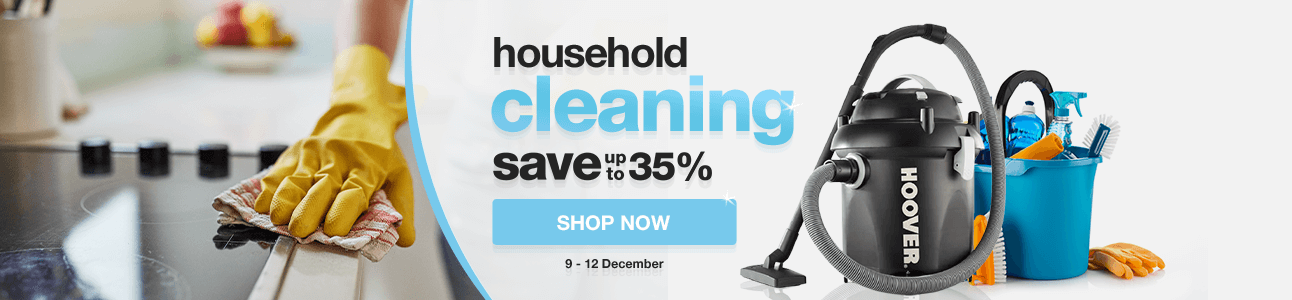 household
cleaning
save up to 35%
SHOP NOW
9 - 12 December
HOOVER.